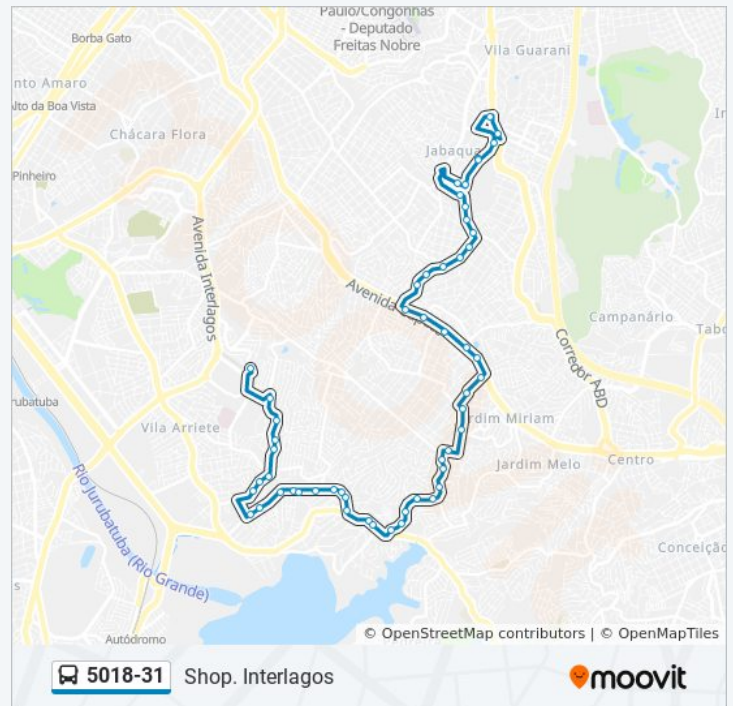 Paulo/Congonhas
- Deputado
Freitas Nobre
Borba Gato
Vila Guarani
nto Amaro
Alto da Boa Vista
Chácara Flora
Jabaqua
Pinheiro
Avenida Interlagos
Avenida
Campanário
Tabo
Corredor ABD
rubatuba
Vila Arriete
Jardim Miriam
Centro
Jardim Melo
Rio Jurubatuba (Rio Grande)
Conceição
s
Autódromo
© OpenStreetMap contributors | © OpenMapTiles
5018-31 Shop. Interlagos
moovit